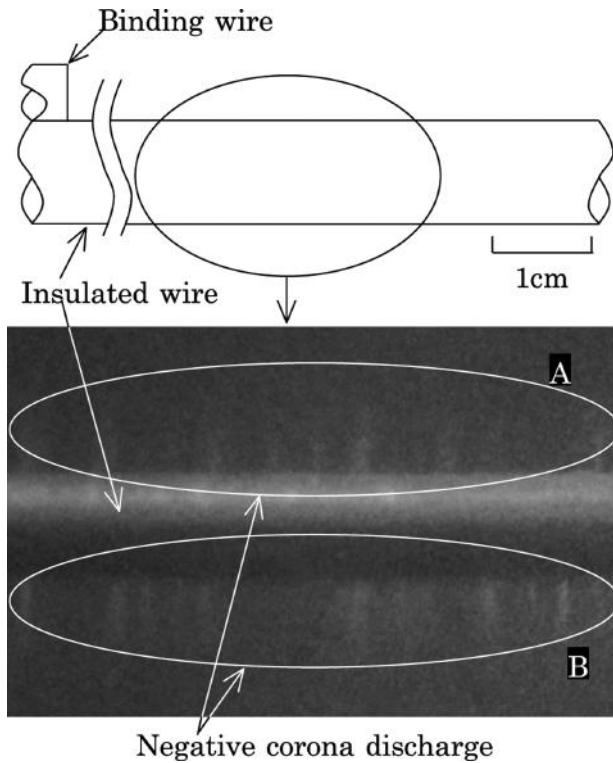 Binding wire
1cm
Insulated wire
A
B
Negative corona discharge